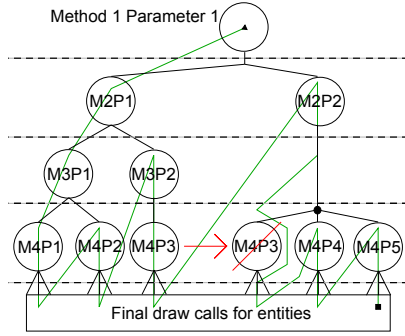 Method 1 Parameter 1
M2P1
M2P2
M3P1
M3P2
M4P1
M4P2
M4P3
M4P3
M4P4
M4P5
Final draw calls for entities